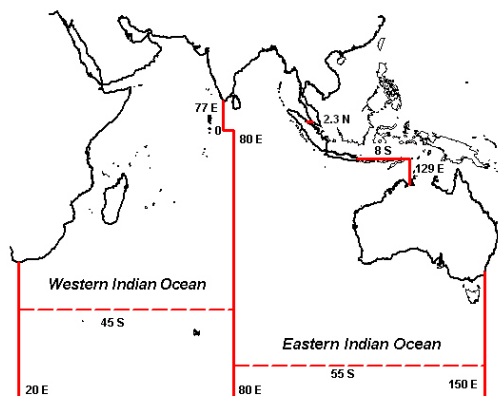 77 E
0
80 E
2.3 N
8 S
129 E
Western Indian Ocean
45 S
Eastern Indian Ocean
55 S
20 E
80 E
150 E